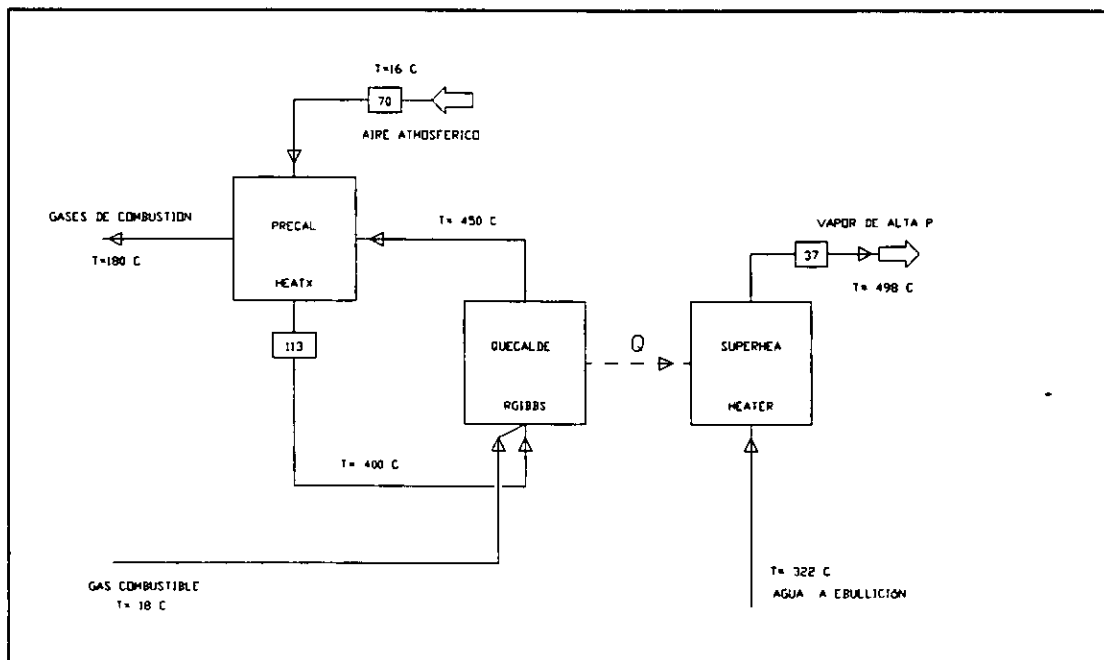 T=16 C
70
AIRE ATMOSFERICO
GASES DE COMBUSTION
T=180 C
PRECAL
HEATX
T= 450 C
113
T= 400 C
QUECALDE
RGIBBS
Q
SUPERHEA
HEATER
VAPOR DE ALTA P
37
T= 498 C
GAS COMBUSTIBLE
T= 18 C
T= 322 C
AGUA A EBULLICIÓN